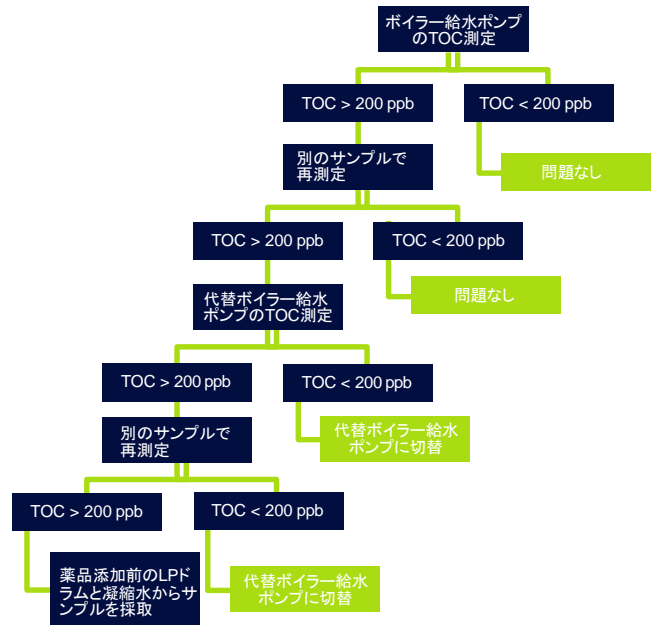 ボイラー給水ポンプ
のTOC測定
TOC > 200 ppb
TOC < 200 ppb
別のサンプルで
再測定
問題なし
TOC > 200 ppb
TOC < 200 ppb
代替ボイラー給水
ポンプのTOC測定
問題なし
TOC > 200 ppb
TOC < 200 ppb
別のサンプルで
再測定
代替ボイラー給水
ポンプに切替
TOC > 200 ppb
TOC < 200 ppb
薬品添加前のLPド
ラムと凝縮水からサ
ンプルを採取
代替ボイラー給水
ポンプに切替